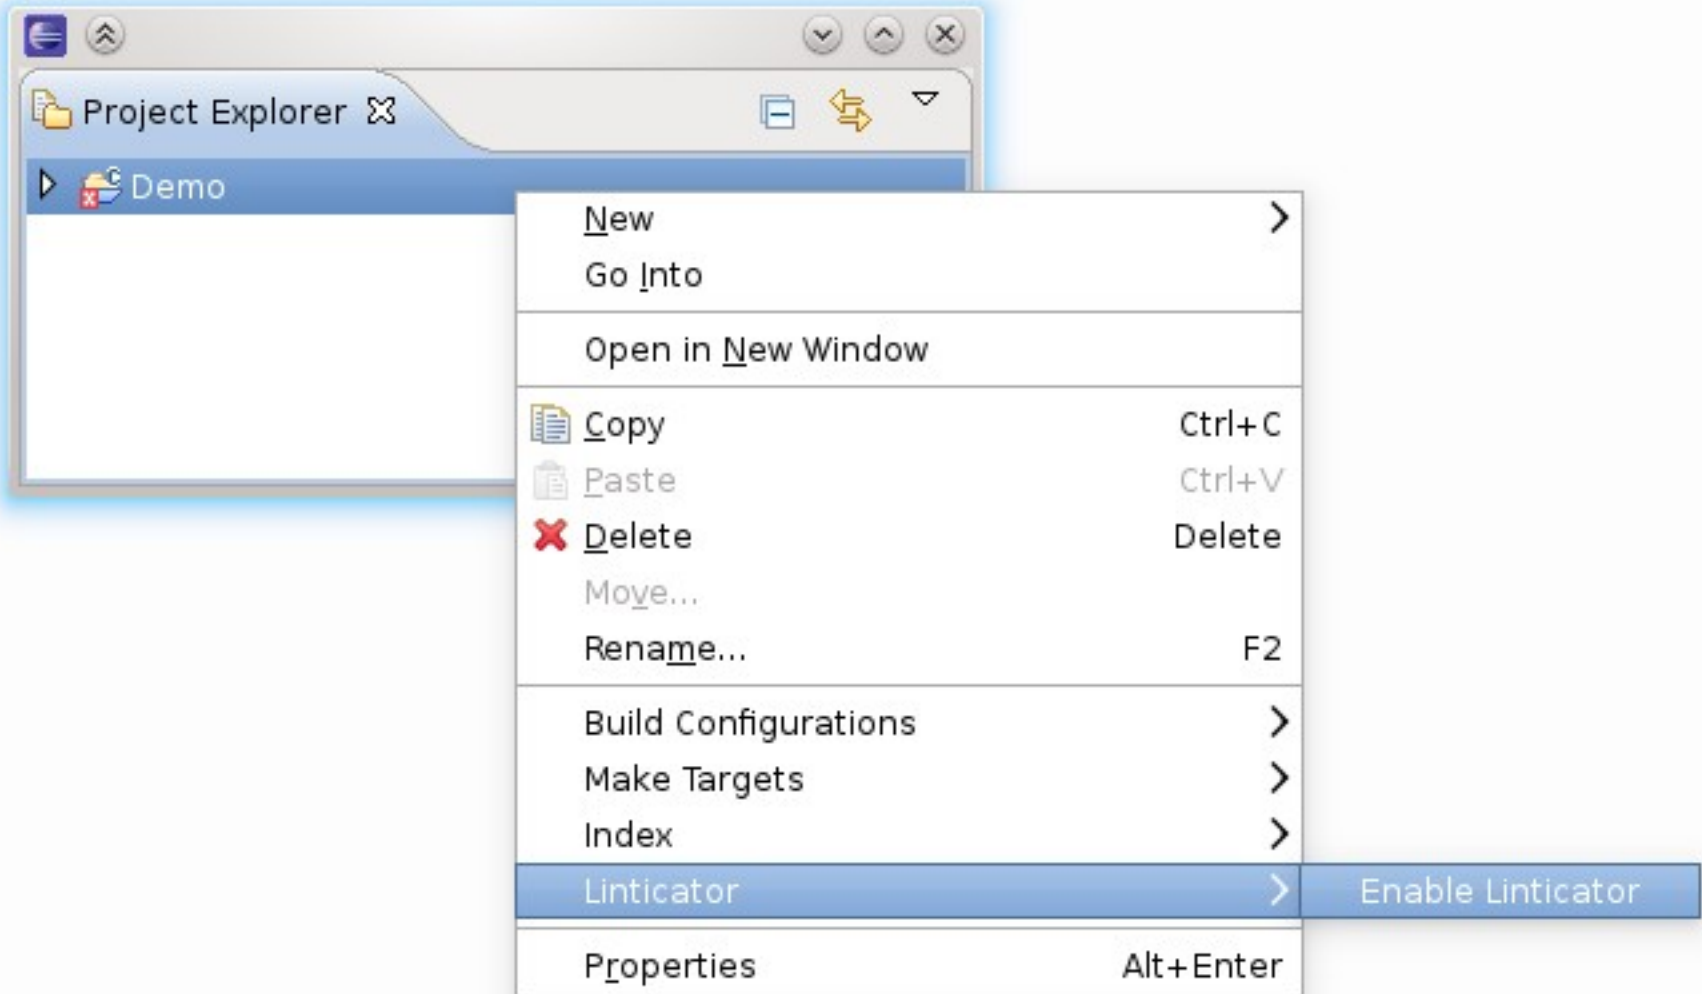 Project Explorer
Demo
New
Go Into
Open in New Window
Copy Ctrl+C
Paste Ctrl+V
Delete Delete
Move...
Rename... F2
Build Configurations
Make Targets
Index
Linticator Enable Linticator
Properties Alt+Enter